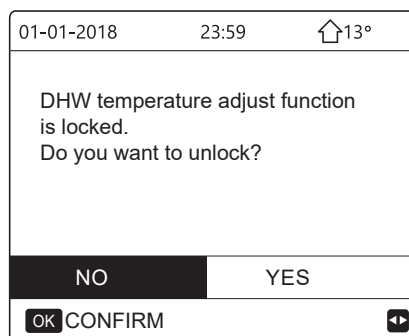 01-01-2018 23:59 13°
DHW temperature adjust function
is locked.
Do you want to unlock?
NO YES
OK CONFIRM